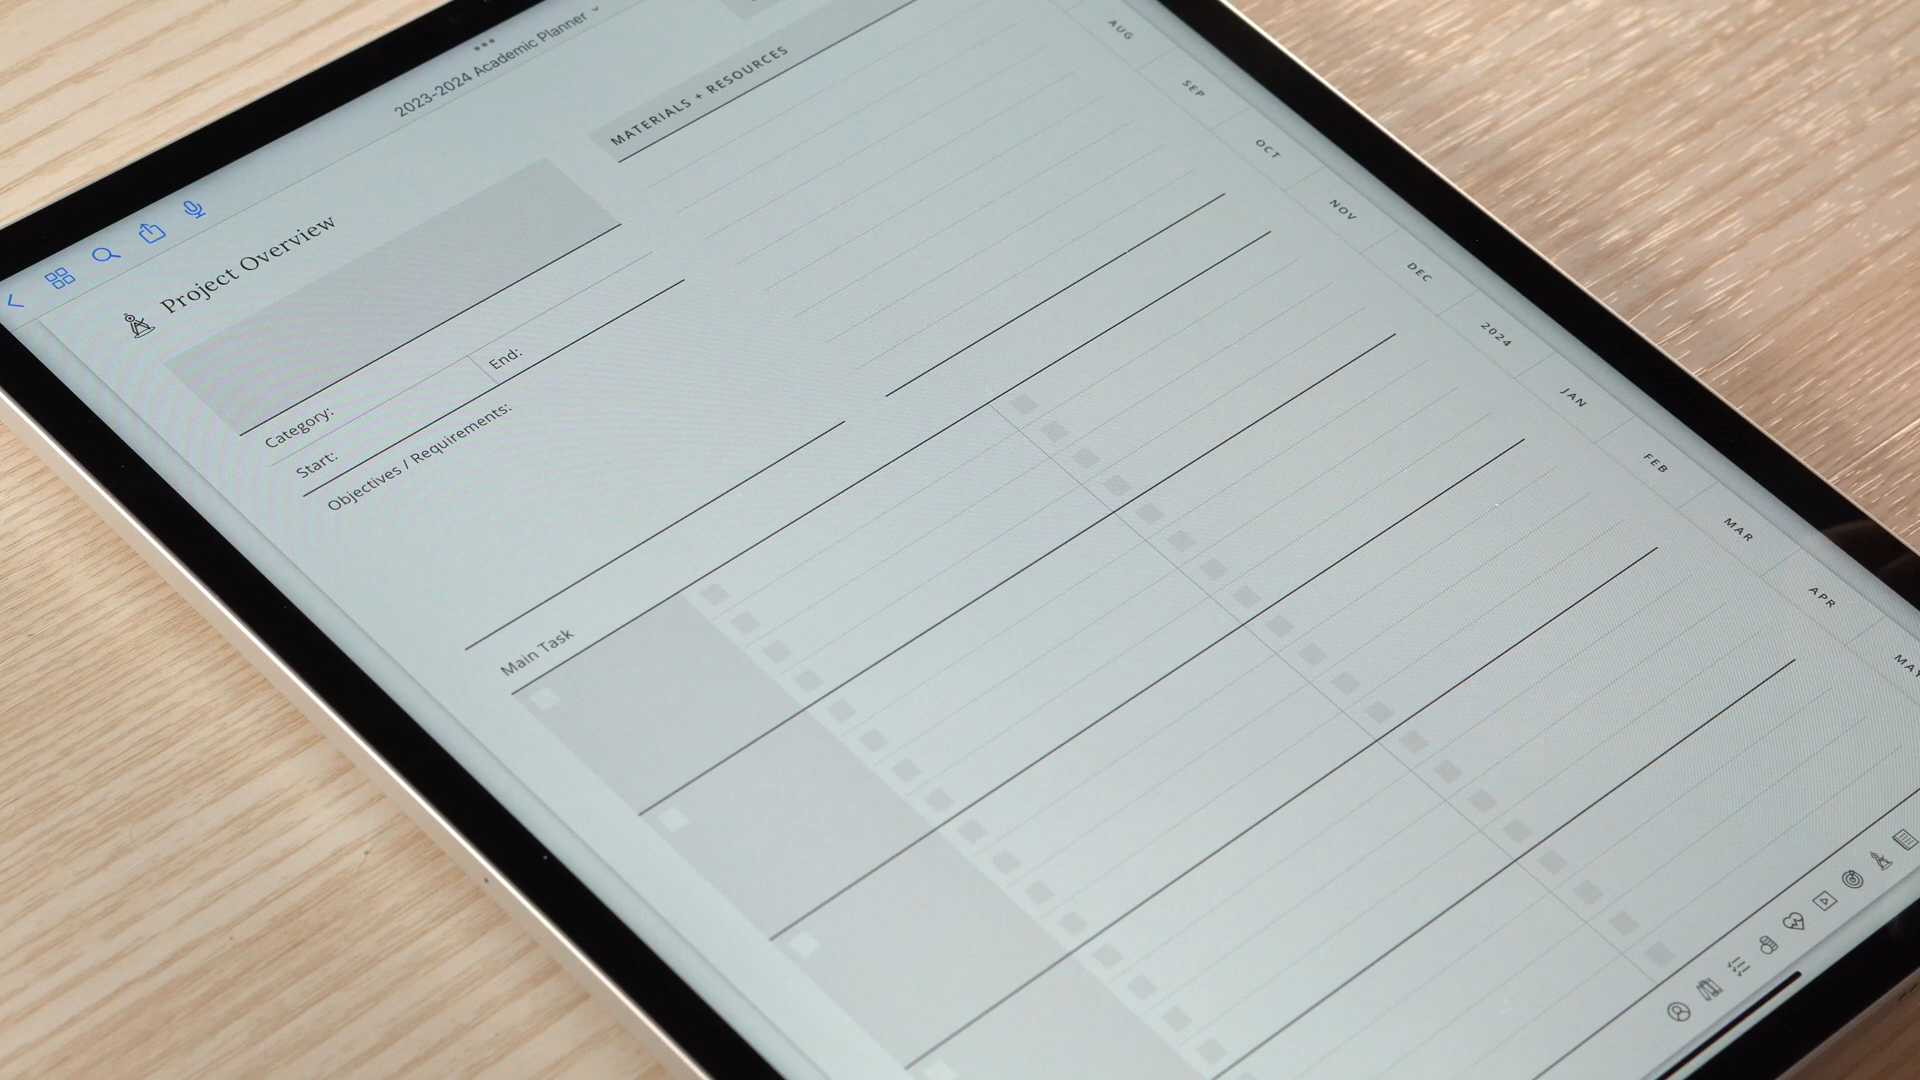 2023-2024 Academic Planner
Project Overview
Category:
Start:
End:
Objectives / Requirements:
MATERIALS + RESOURCES
Main Task
AUG
SEP
OCT
NOV
DEC
2024
JAN
FEB
MAR
APR
MAY